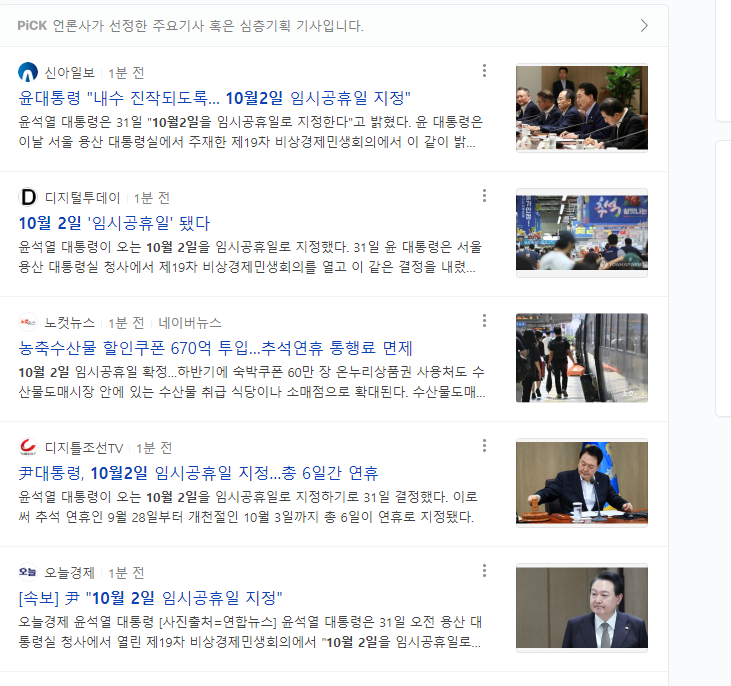 PiCK 언론사가 선정한 주요기사 혹은 심층기획 기사입니다.
신아일보 1분 전
윤대통령 "내수 진작되도록... 10월2일 임시공휴일 지정"
윤석열 대통령은 31일 "10월2일을 임시공휴일로 지정한다"고 밝혔다. 윤 대통령은
이날 서울 용산 대통령실에서 주재한 제19차 비상경제민생회의에서 이 같이 밝...
디지털투데이 1분 전
10월 2일 '임시공휴일' 됐다
윤석열 대통령이 오는 10월 2일을 임시공휴일로 지정했다. 31일 윤 대통령은 서울
용산 대통령실 청사에서 제19차 비상경제민생회의를 열고 이 같은 결정을 내렸...
추석
노컷뉴스 1분 전 네이버뉴스
농축수산물 할인쿠폰 670억 투입...추석연휴 통행료 면제
10월 2일 임시공휴일 확정...하반기에 숙박쿠폰 60만 장 온누리상품권 사용처도 수
산물도매시장 안에 있는 수산물 취급 식당이나 소매점으로 확대된다. 수산물도매...
디지틀조선TV 1분 전
尹대통령, 10월2일 임시공휴일 지정...총 6일간 연휴
윤석열 대통령이 오는 10월 2일을 임시공휴일로 지정하기로 31일 결정했다. 이로
써 추석 연휴인 9월 28일부터 개천절인 10월 3일까지 총 6일이 연휴로 지정됐다.
오늘 오늘경제 1분 전
[속보] 尹 "10월 2일 임시공휴일 지정"
오늘경제 윤석열 대통령 [사진출처=연합뉴스] 윤석열 대통령은 31일 오전 용산 대
통령실 청사에서 열린 제19차 비상경제민생회의에서 "10월 2일을 임시공휴일로...